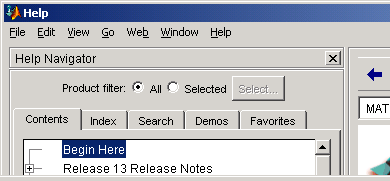 Help
File Edit View Go Web Window Help
Help Navigator
Product filter: All Selected Select...
Contents Index Search Demos Favorites
MAT
Begin Here
Release 13 Release Notes